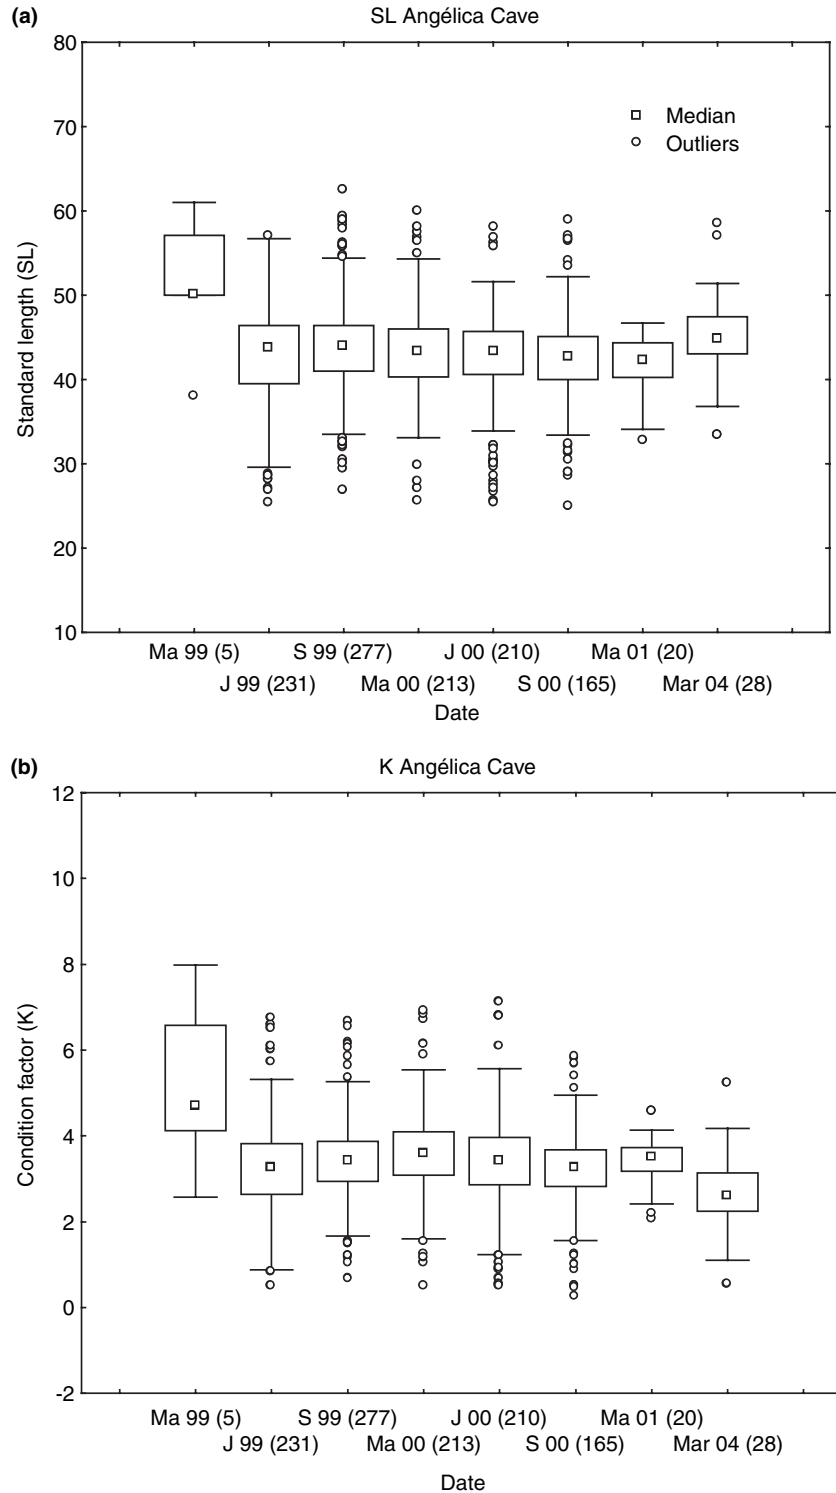 (a)
SL Angélica Cave
80
70
60
50
40
30
20
10
Standard length (SL)
Median
Outliers
Ma 99 (5) S 99 (277) J 00 (210) Ma 01 (20)
J 99 (231) Ma 00 (213) S 00 (165) Mar 04 (28)
Date
(b)
K Angélica Cave
12
10
8
6
4
2
0
-2
Condition factor (K)
Ma 99 (5) S 99 (277) J 00 (210) Ma 01 (20)
J 99 (231) Ma 00 (213) S 00 (165) Mar 04 (28)
Date